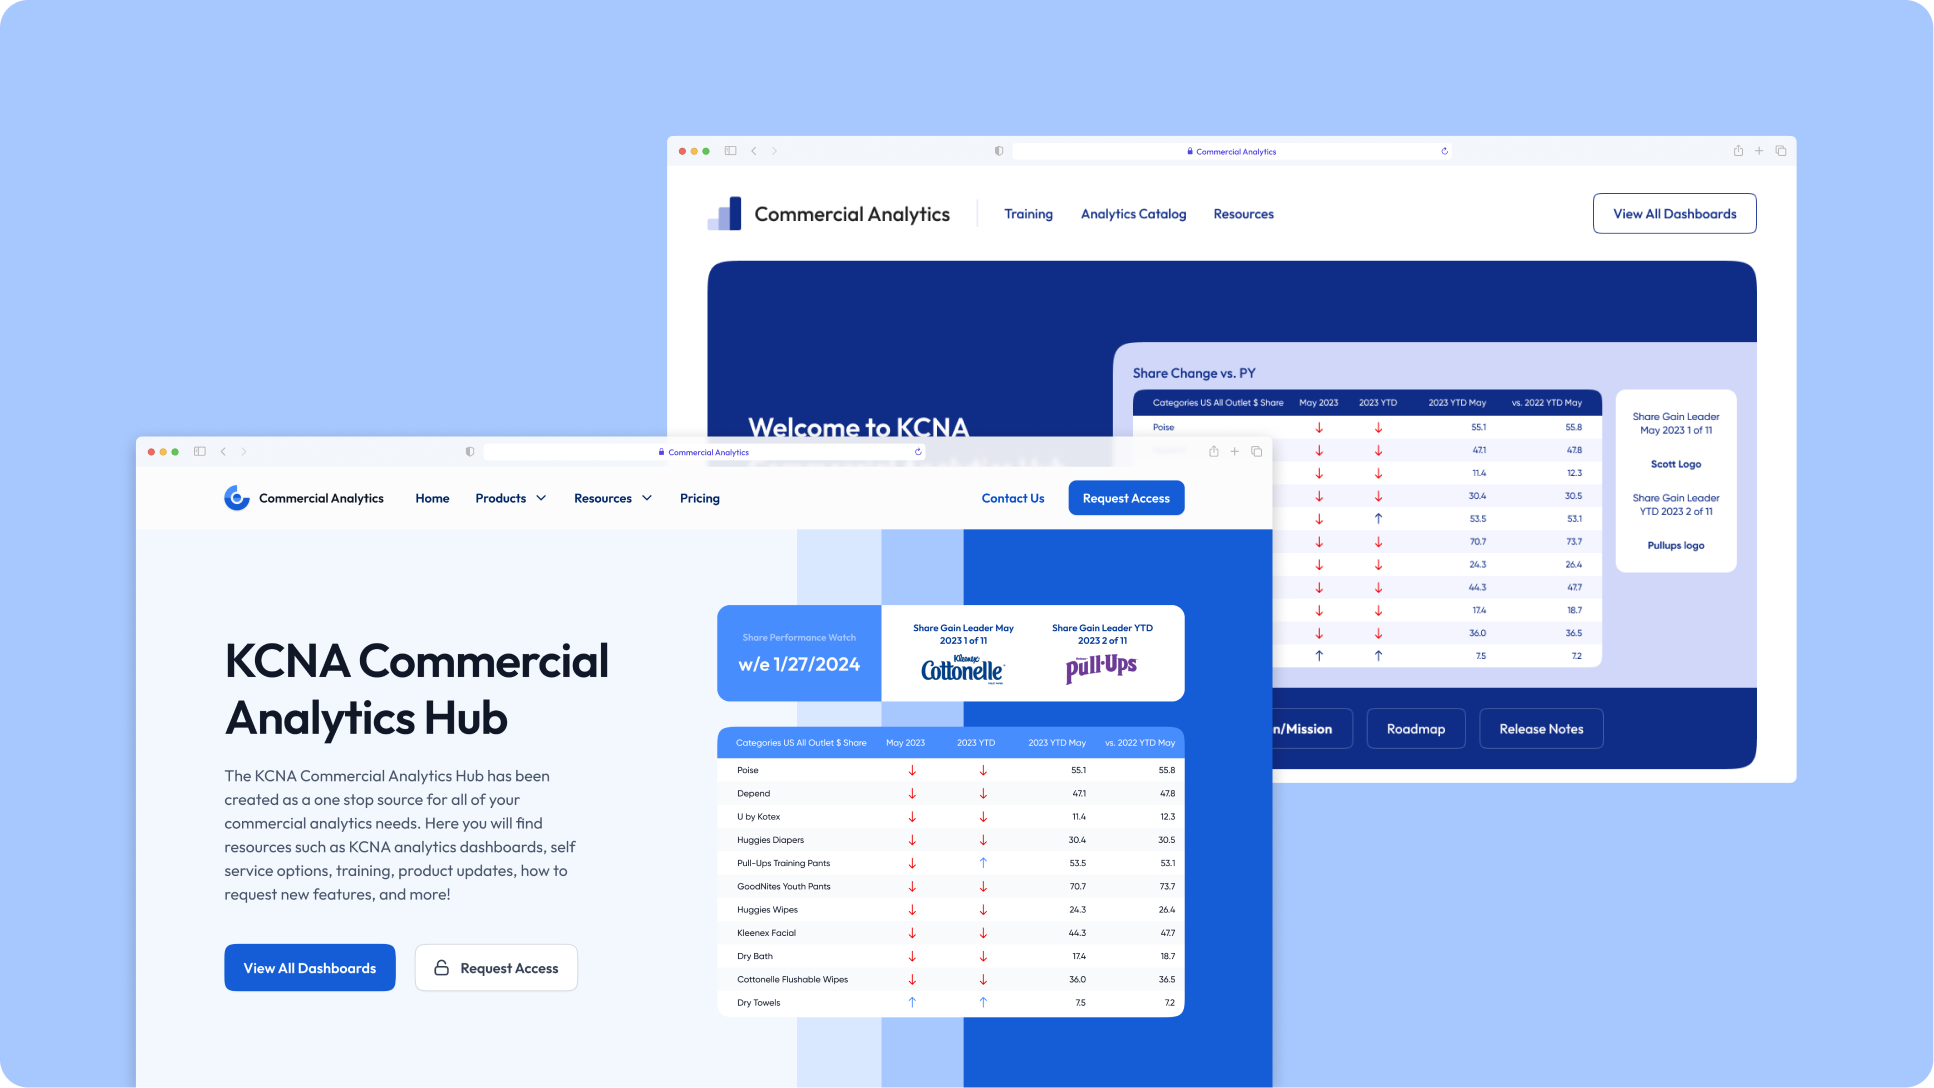 Commercial Analytics
Commercial Analytics
Training
Analytics Catalog
Resources
View All Dashboards
Share Change vs. PY
Categories US All Outlet $ Share May 2023 2023 YTD 2023 YTD May vs. 2022 YTD May
Poise 55.1 55.8
47.1 47.8
11.4 12.3
30.4 30.5
53.5 53.1
70.7 73.7
24.3 26.4
44.3 47.7
17.4 18.7
36.0 36.5
7.5 7.2
Share Gain Leader
May 2023 1 of 11
Scott Logo
Share Gain Leader
YTD 2023 2 of 11
Pullups logo
Welcome to KCNA
n/Mission
Roadmap
Release Notes
Commercial Analytics
Commercial Analytics
Home
Products
Resources
Pricing
Contact Us
Request Access
KCNA Commercial
Analytics Hub
The KCNA Commercial Analytics Hub has been
created as a one stop source for all of your
commercial analytics needs. Here you will find
resources such as KCNA analytics dashboards, self
service options, training, product updates, how to
request new features, and more!
View All Dashboards
Request Access
Share Performance Watch
w/e 1/27/2024
Share Gain Leader May
2023 1 of 11
Kleenex
Cottonelle
Share Gain Leader YTD
2023 2 of 11
Pull-Ups
Categories US All Outlet $ Share May 2023 2023 YTD 2023 YTD May vs. 2022 YTD May
Poise 55.1 55.8
Depend 47.1 47.8
U by Kotex 11.4 12.3
Huggies Diapers 30.4 30.5
Pull-Ups Training Pants 53.5 53.1
GoodNites Youth Pants 70.7 73.7
Huggies Wipes 24.3 26.4
Kleenex Facial 44.3 47.7
Dry Bath 17.4 18.7
Cottonelle Flushable Wipes 36.0 36.5
Dry Towels 7.5 7.2